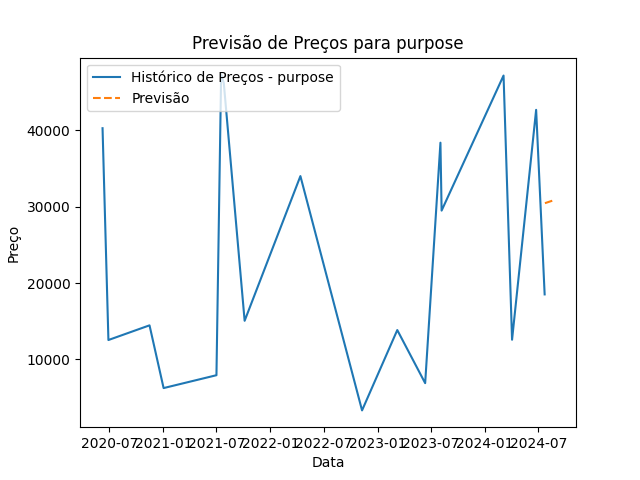 Previsão de Preços para purpose
Histórico de Preços - purpose
Previsão
Preço
40000
30000
20000
10000
2020-07 2021-01 2021-07 2022-01 2022-07 2023-01 2023-07 2024-01 2024-07
Data